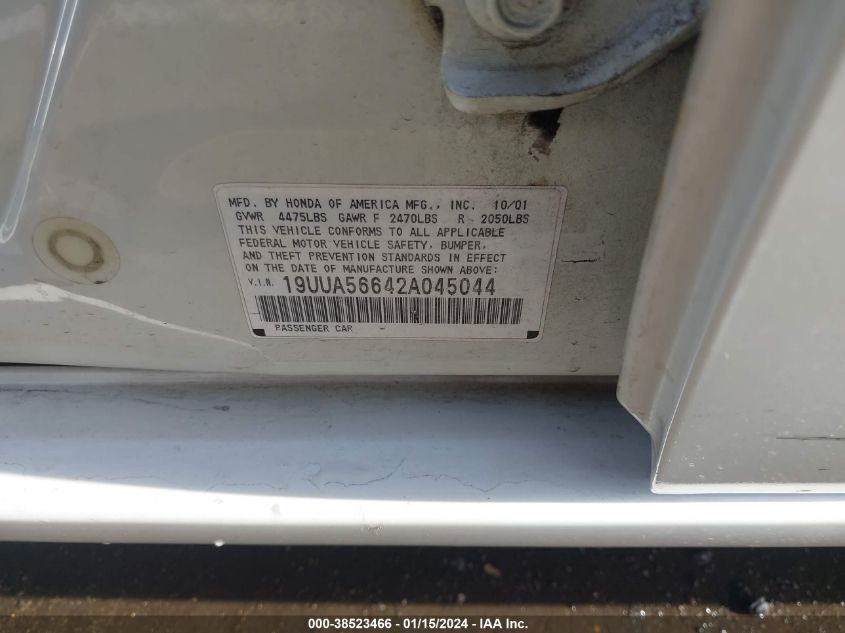 MFD. BY HONDA OF AMERICA MFG., INC. 10/01
GVWR 4475LBS GAWR F 2470LBS R - 2050LBS
THIS VEHICLE CONFORMS TO ALL APPLICABLE
FEDERAL MOTOR VEHICLE SAFETY, BUMPER,
AND THEFT PREVENTION STANDARDS IN EFFECT
ON THE DATE OF MANUFACTURE SHOWN ABOVE:
V.I.N. 19UUA56642A045044
PASSENGER CAR
000-38523466 - 01/15/2024 - IAA Inc.